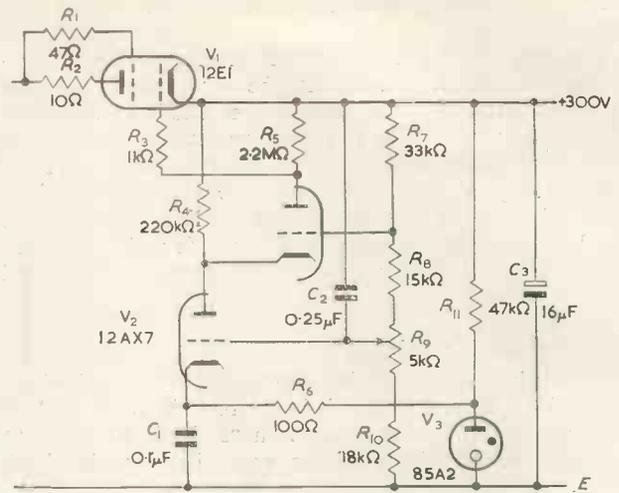 R1
47Ω
R2
10Ω
V1
12E1
+300V
R3
1kΩ
R5
2.2MΩ
R7
33kΩ
R4
220kΩ
R8
15kΩ
C2
0.25μF
R11
47kΩ
C3
16μF
V2
12AX7
R9
5kΩ
R6
100Ω
V3
85A2
C1
0.1μF
R10
18kΩ
E